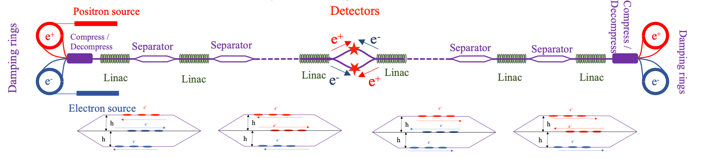 Positron source
Detectors
Damping rings
e⁺
e⁻
Compress /
Decompress
Separator
Separator
Linac
Linac
Linac
e⁺
e⁻
e⁻
e⁺
Linac
Separator
Separator
Linac
Linac
Compress /
Decompress
e⁺
e⁻
Damping rings
Electron source
h
h
h
h
h
h
h
h